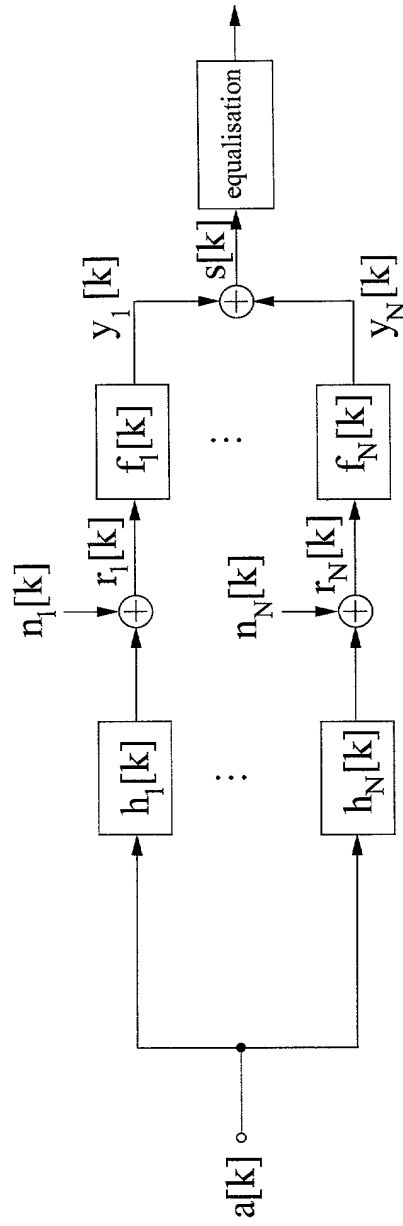 a[k]
h_1[k]
n_1[k]
r_1[k]
f_1[k]
y_1[k]
...
...
h_N[k]
n_N[k]
r_N[k]
f_N[k]
y_N[k]
s[k]
equalisation